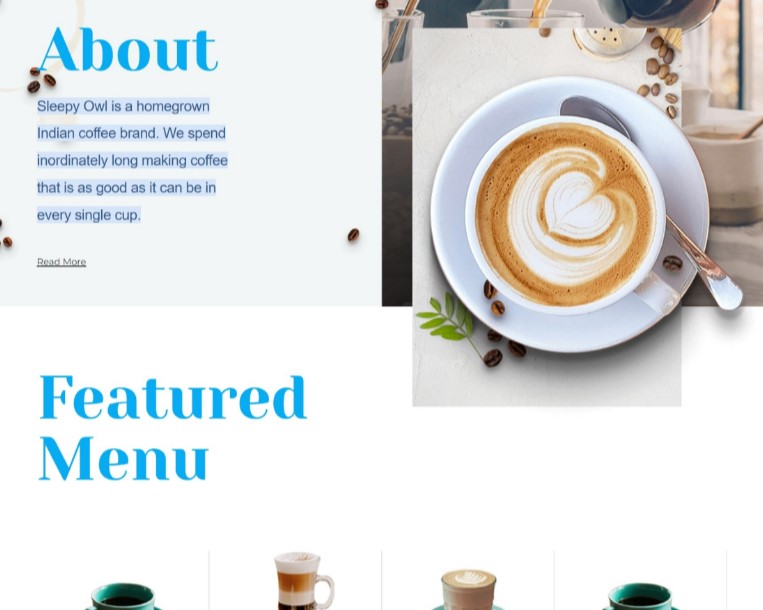 About
Sleepy Owl is a homegrown
Indian coffee brand. We spend
inordinately long making coffee
that is as good as it can be in
every single cup.
Read More
Featured
Menu